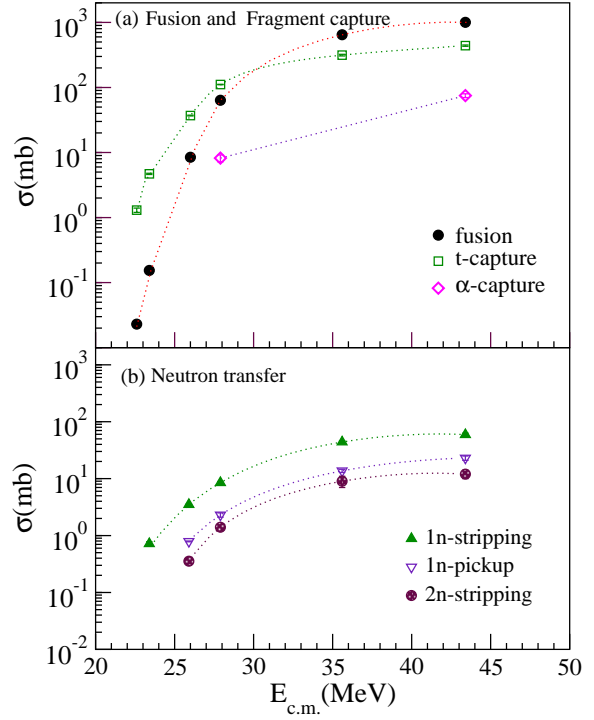 (a) Fusion and Fragment capture
10³
10²
10¹
10⁰
10⁻¹
σ(mb)
fusion
t-capture
α-capture
(b) Neutron transfer
10³
10²
10¹
10⁰
10⁻¹
10⁻²
σ(mb)
1n-stripping
1n-pickup
2n-stripping
20 25 30 35 40 45 50
E_c.m.(MeV)